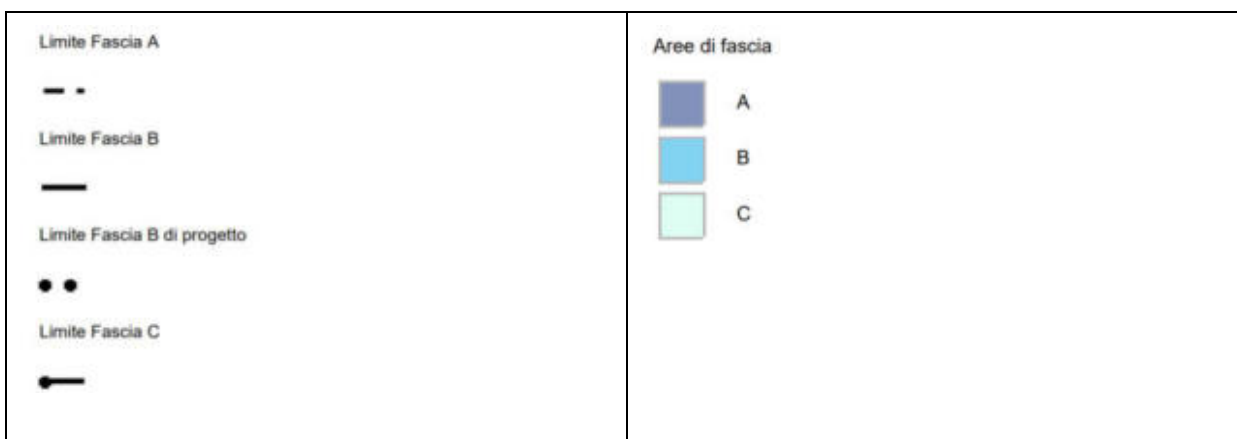 Limite Fascia A
Limite Fascia B
Limite Fascia B di progetto
Limite Fascia C
Aree di fascia
A
B
C